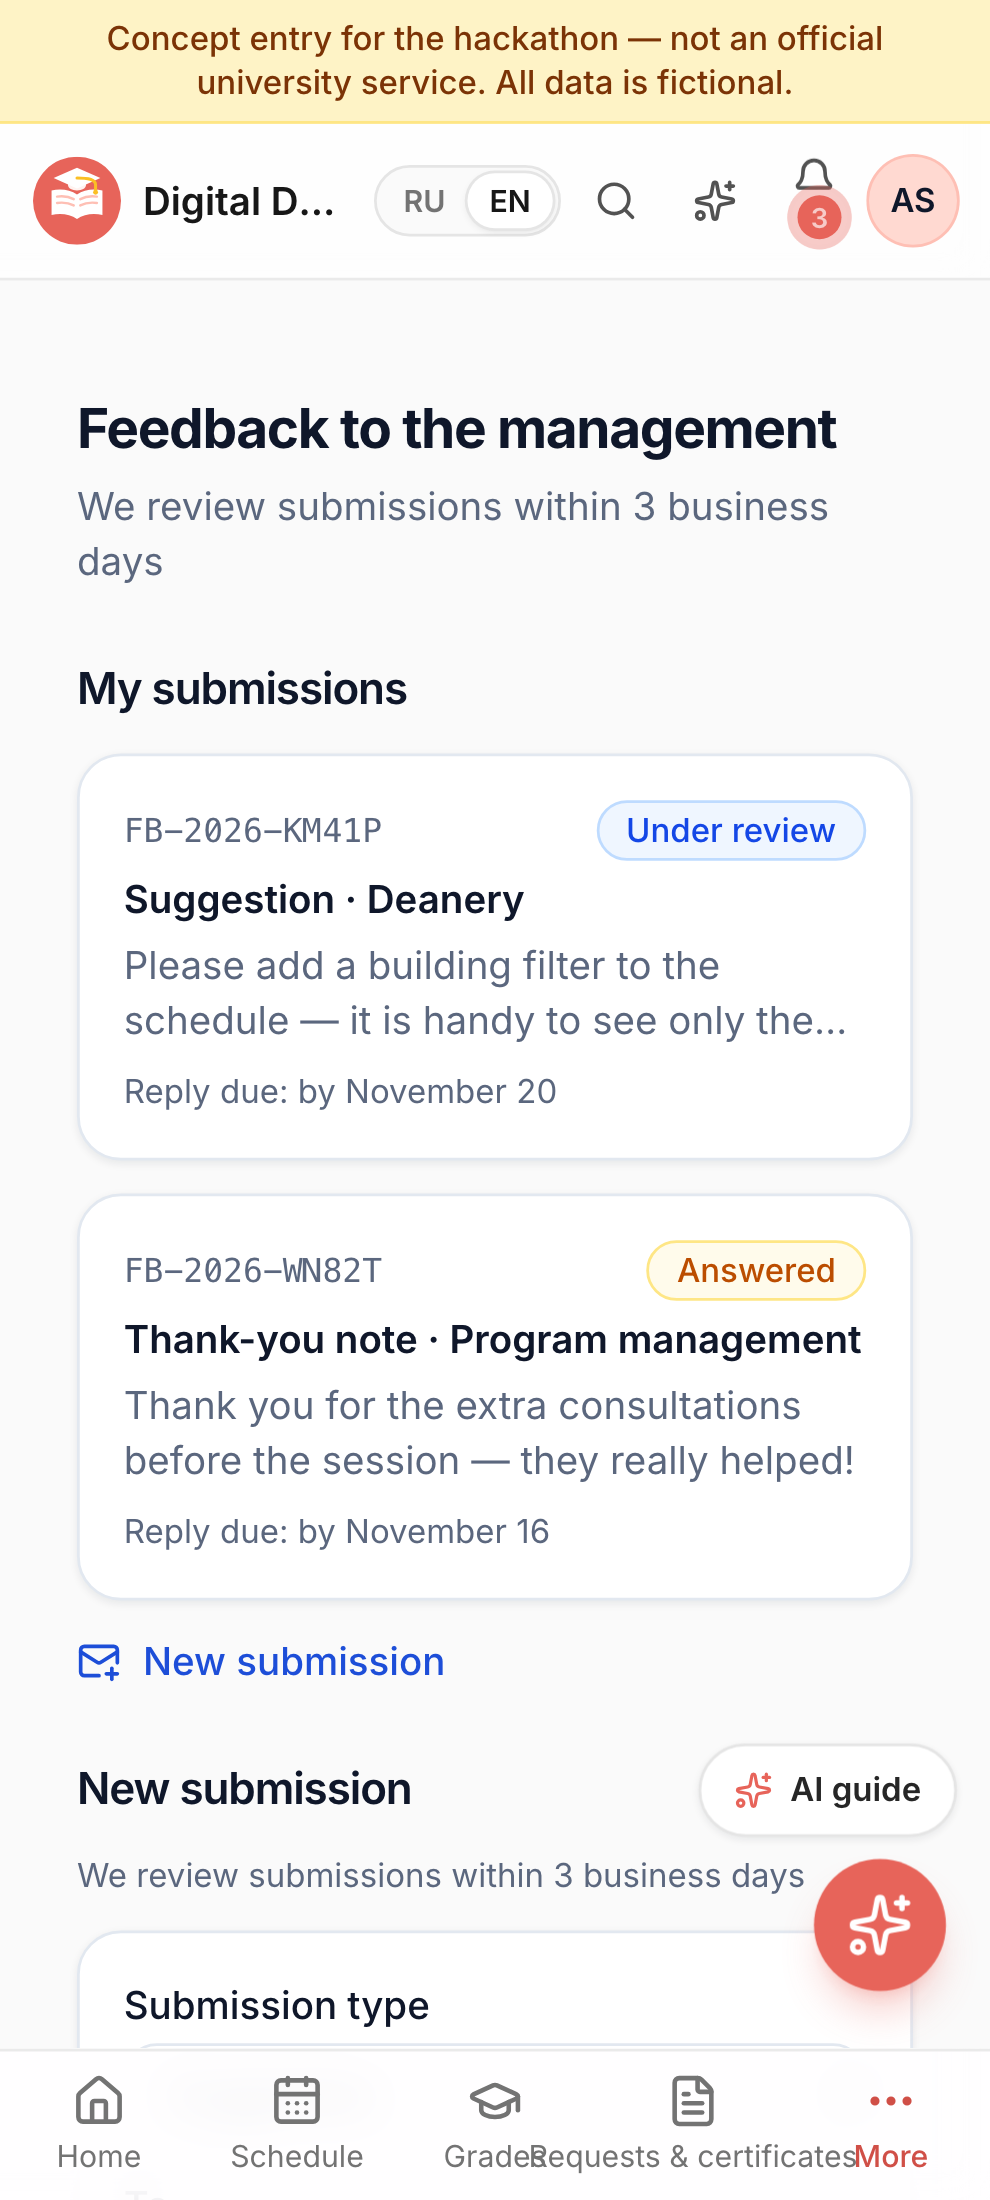 Concept entry for the hackathon — not an official
university service. All data is fictional.
Digital D...
RU
EN
3
AS
Feedback to the management
We review submissions within 3 business
days
My submissions
FB-2026-KM41P
Under review
Suggestion · Deanery
Please add a building filter to the
schedule — it is handy to see only the...
Reply due: by November 20
FB-2026-WN82T
Answered
Thank-you note · Program management
Thank you for the extra consultations
before the session — they really helped!
Reply due: by November 16
New submission
New submission
AI guide
We review submissions within 3 business days
Submission type
Home
Schedule
Grades
Requests & certificates
More